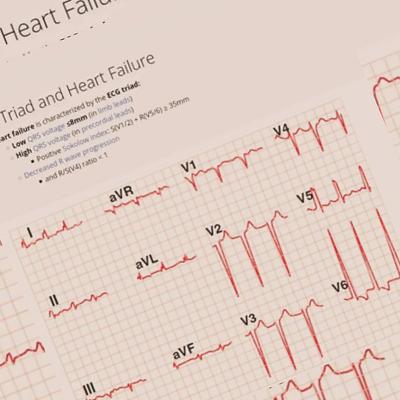 Heart Failu
Triad and Heart Failure
art failure is characterized by the ECG triad:
Low QRS voltage ≤8mm (in limb leads)
High QRS voltage (in precordial leads)
Positive Sokolow index: S(V1/2) + R(V5/6) ≥ 35mm
Decreased R wave progression
and R/S(V4) ratio < 1
I
aVR
V1
V4
II
aVL
V2
V5
III
aVF
V3
V6